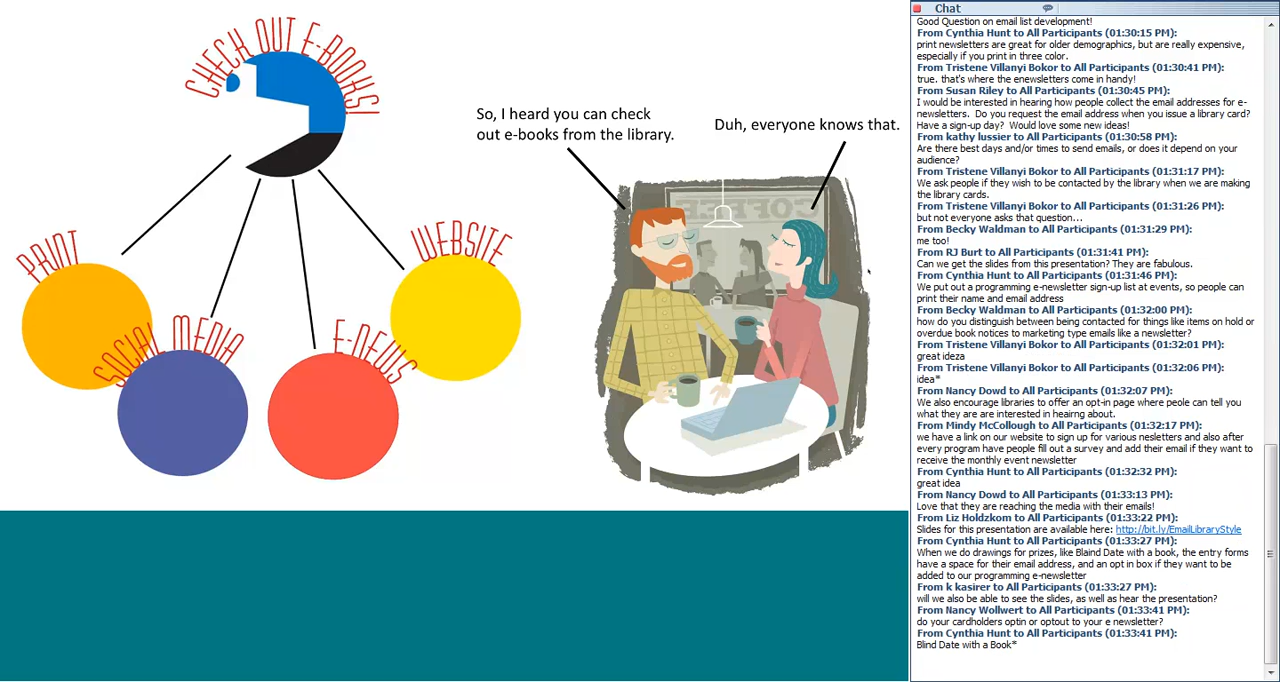 CHECK OUT E-BOOKS!
So, I heard you can check
out e-books from the library.
Duh, everyone knows that.
COFFEE
PRINT
SOCIAL MEDIA
E-NEWS
WEBSITE
Chat
Good Question on email list development!
From Cynthia Hunt to All Participants (01:30:15 PM):
print newsletters are great for older demographics, but are really expensive,
especially if you print in three color.
From Tristene Villanyi Bokor to All Participants (01:30:41 PM):
true. that's where the enewsletters come in handy!
From Susan Riley to All Participants (01:30:45 PM):
I would be interested in hearing how people collect the email addresses for e-
newsletters.  Do you request the email address when you issue a library card?
Have a sign-up day?  Would love some new ideas!
From kathy lussier to All Participants (01:30:58 PM):
Are there best days and/or times to send emails, or does it depend on your
audience?
From Tristene Villanyi Bokor to All Participants (01:31:17 PM):
We ask people if they wish to be contacted by the library when we are making
the library cards.
From Tristene Villanyi Bokor to All Participants (01:31:26 PM):
but not everyone asks that question...
From Becky Waldman to All Participants (01:31:29 PM):
me too!
From RJ Burt to All Participants (01:31:41 PM):
Can we get the slides from this presentation? They are fabulous.
From Cynthia Hunt to All Participants (01:31:46 PM):
We put out a programming e-newsletter sign-up list at events, so people can
print their name and email address
From Becky Waldman to All Participants (01:32:00 PM):
how do you distinguish between being contacted for things like items on hold or
overdue book notices to marketing type emails like a newsletter?
From Tristene Villanyi Bokor to All Participants (01:32:01 PM):
great ideza
From Tristene Villanyi Bokor to All Participants (01:32:06 PM):
idea*
From Nancy Dowd to All Participants (01:32:07 PM):
We also encourage libraries to offer an opt-in page where peole can tell you
what they are are interested in heairng about.
From Mindy McCollough to All Participants (01:32:17 PM):
we have a link on our website to sign up for various nesletters and also after
every program have people fill out a survey and add their email if they want to
receive the monthly event newsletter
From Cynthia Hunt to All Participants (01:32:32 PM):
great idea
From Nancy Dowd to All Participants (01:33:13 PM):
Love that they are reaching the media with their emails!
From Liz Holdzkom to All Participants (01:33:22 PM):
Slides for this presentation are available here: http://bit.ly/EmailLibraryStyle
From Cynthia Hunt to All Participants (01:33:27 PM):
When we do drawings for prizes, like Blaind Date with a book, the entry forms
have a space for their email address, and an opt in box if they want to be
added to our programming e-newsletter
From k kasirer to All Participants (01:33:27 PM):
will we also be able to see the slides, as well as hear the presentation?
From Nancy Wollwert to All Participants (01:33:41 PM):
do your cardholders optin or optout to your e newsletter?
From Cynthia Hunt to All Participants (01:33:41 PM):
Blind Date with a Book*